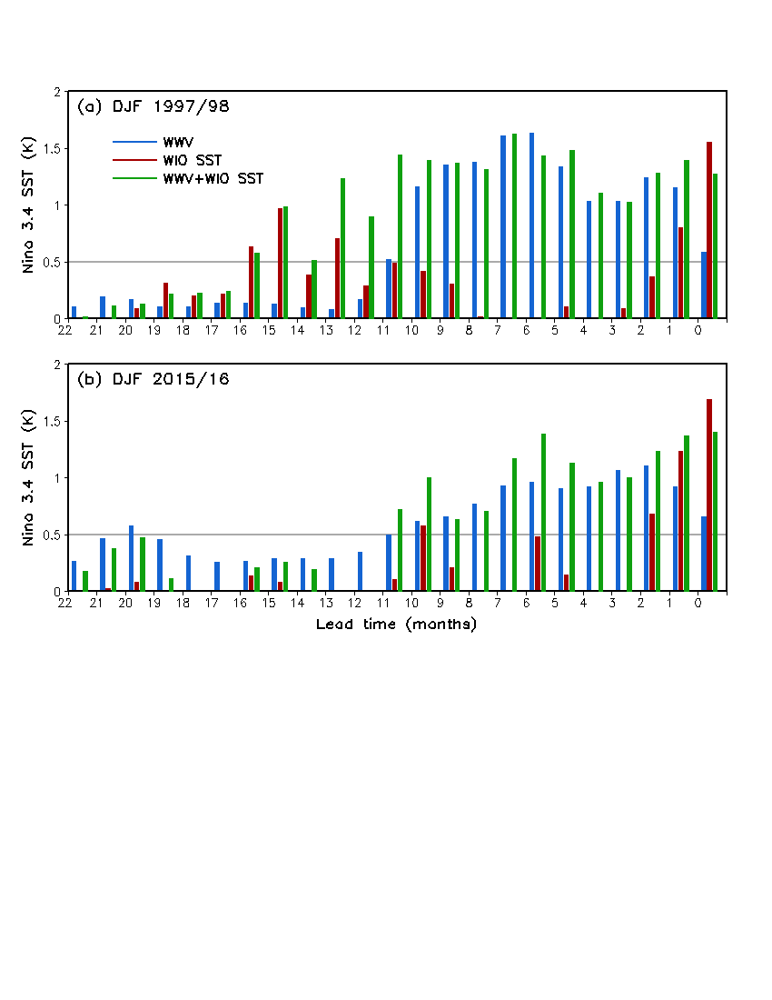 (a) DJF 1997/98
WWV
WIO SST
WWV+WIO SST
Nino 3.4 SST (K)
2
1.5
1
0.5
0
22 21 20 19 18 17 16 15 14 13 12 11 10 9 8 7 6 5 4 3 2 1 0
(b) DJF 2015/16
Nino 3.4 SST (K)
2
1.5
1
0.5
0
22 21 20 19 18 17 16 15 14 13 12 11 10 9 8 7 6 5 4 3 2 1 0
Lead time (months)